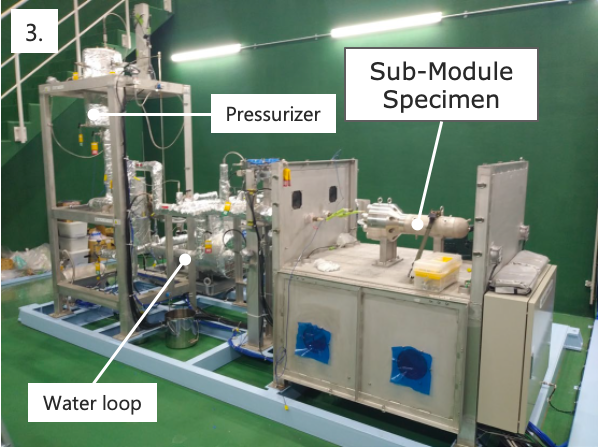 3.
Pressurizer
Sub-Module
Specimen
Water loop